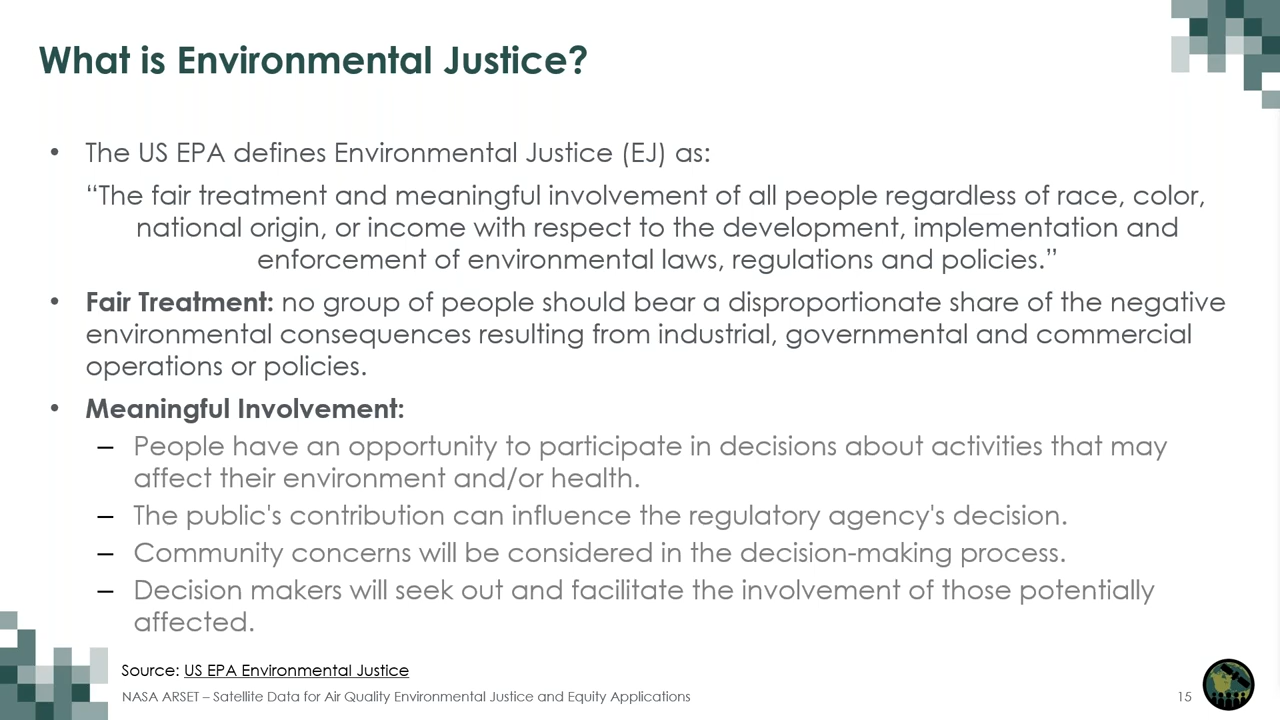 What is Environmental Justice?
• The US EPA defines Environmental Justice (EJ) as:
“The fair treatment and meaningful involvement of all people regardless of race, color,
national origin, or income with respect to the development, implementation and
enforcement of environmental laws, regulations and policies.”
• Fair Treatment: no group of people should bear a disproportionate share of the negative
environmental consequences resulting from industrial, governmental and commercial
operations or policies.
• Meaningful Involvement:
– People have an opportunity to participate in decisions about activities that may
affect their environment and/or health.
– The public's contribution can influence the regulatory agency's decision.
– Community concerns will be considered in the decision-making process.
– Decision makers will seek out and facilitate the involvement of those potentially
affected.
Source: US EPA Environmental Justice
NASA ARSET – Satellite Data for Air Quality Environmental Justice and Equity Applications
15